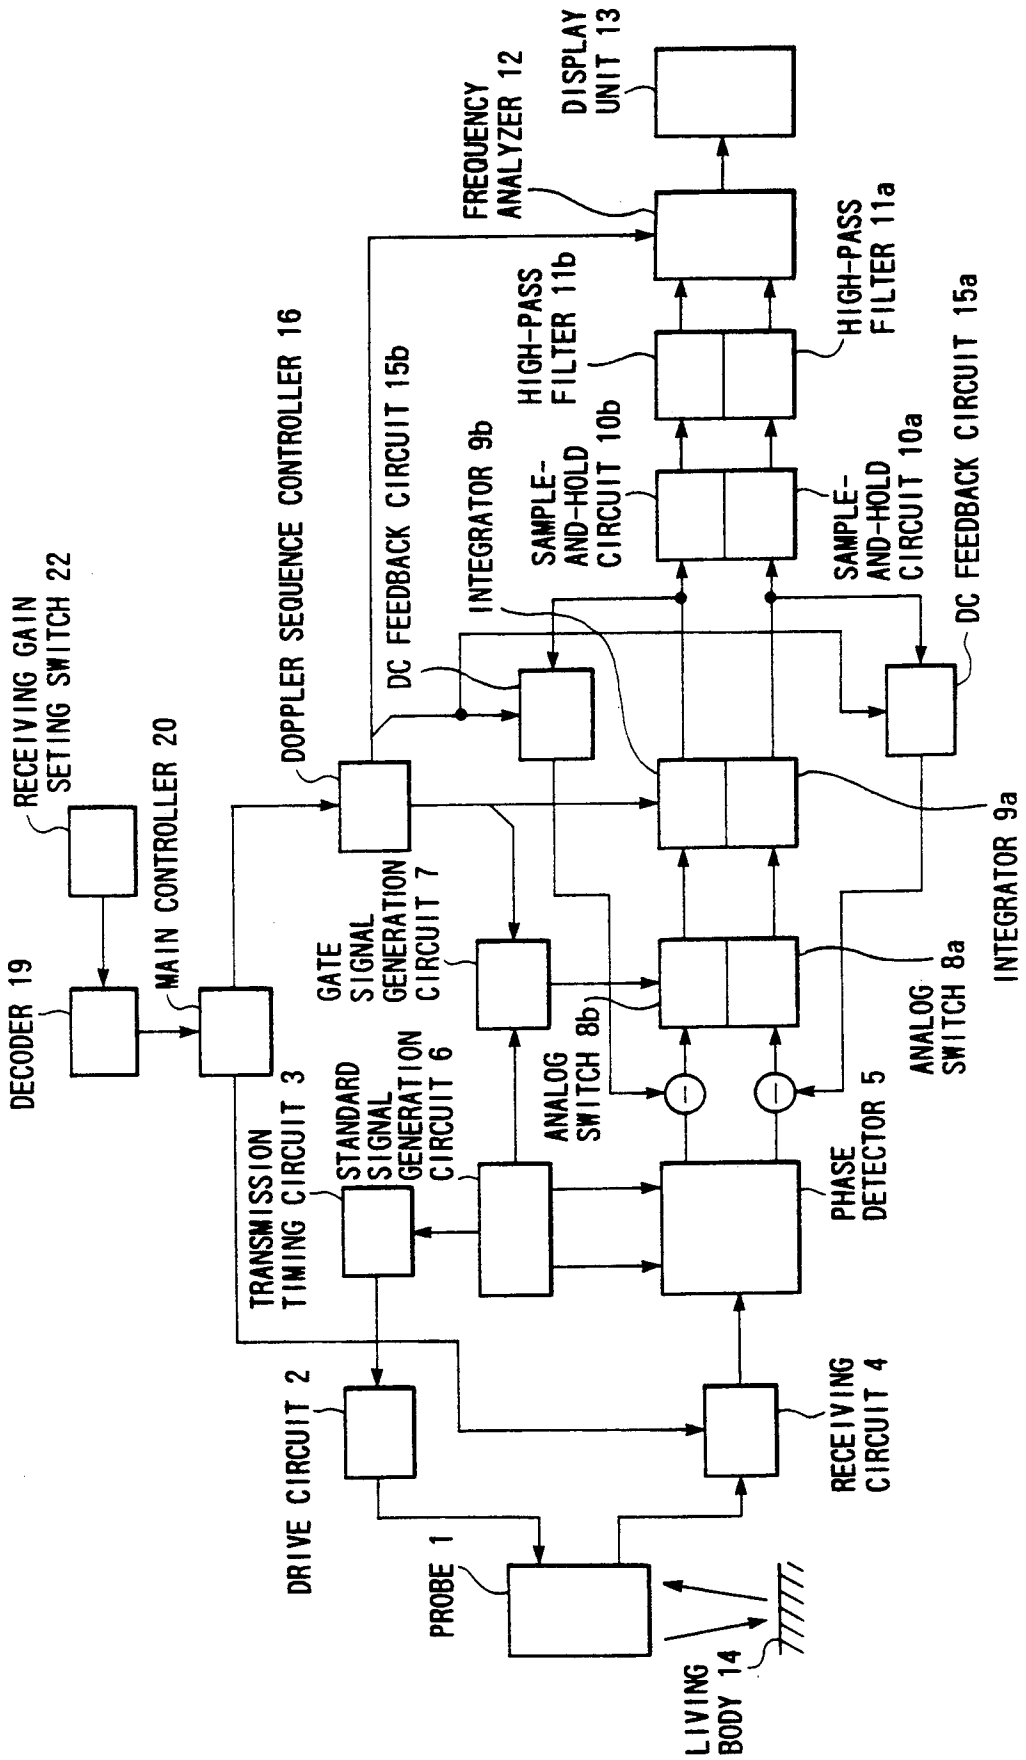 RECEIVING GAIN
SETING SWITCH 22
DECODER 19
MAIN CONTROLLER 20
DOPPLER SEQUENCE CONTROLLER 16
TRANSMISSION
TIMING CIRCUIT 3
DRIVE CIRCUIT 2
STANDARD
SIGNAL
GENERATION
CIRCUIT 6
GATE
SIGNAL
GENERATION
CIRCUIT 7
DC FEEDBACK CIRCUIT 15b
INTEGRATOR 9b
FREQUENCY
ANALYZER 12
DISPLAY
UNIT 13
PROBE 1
ANALOG
SWITCH 8b
SAMPLE-
AND-HOLD
CIRCUIT 10b
HIGH-PASS
FILTER 11b
LIVING
BODY 14
RECEIVING
CIRCUIT 4
PHASE
DETECTOR 5
ANALOG
SWITCH 8a
INTEGRATOR 9a
SAMPLE-
AND-HOLD
CIRCUIT 10a
HIGH-PASS
FILTER 11a
DC FEEDBACK CIRCUIT 15a